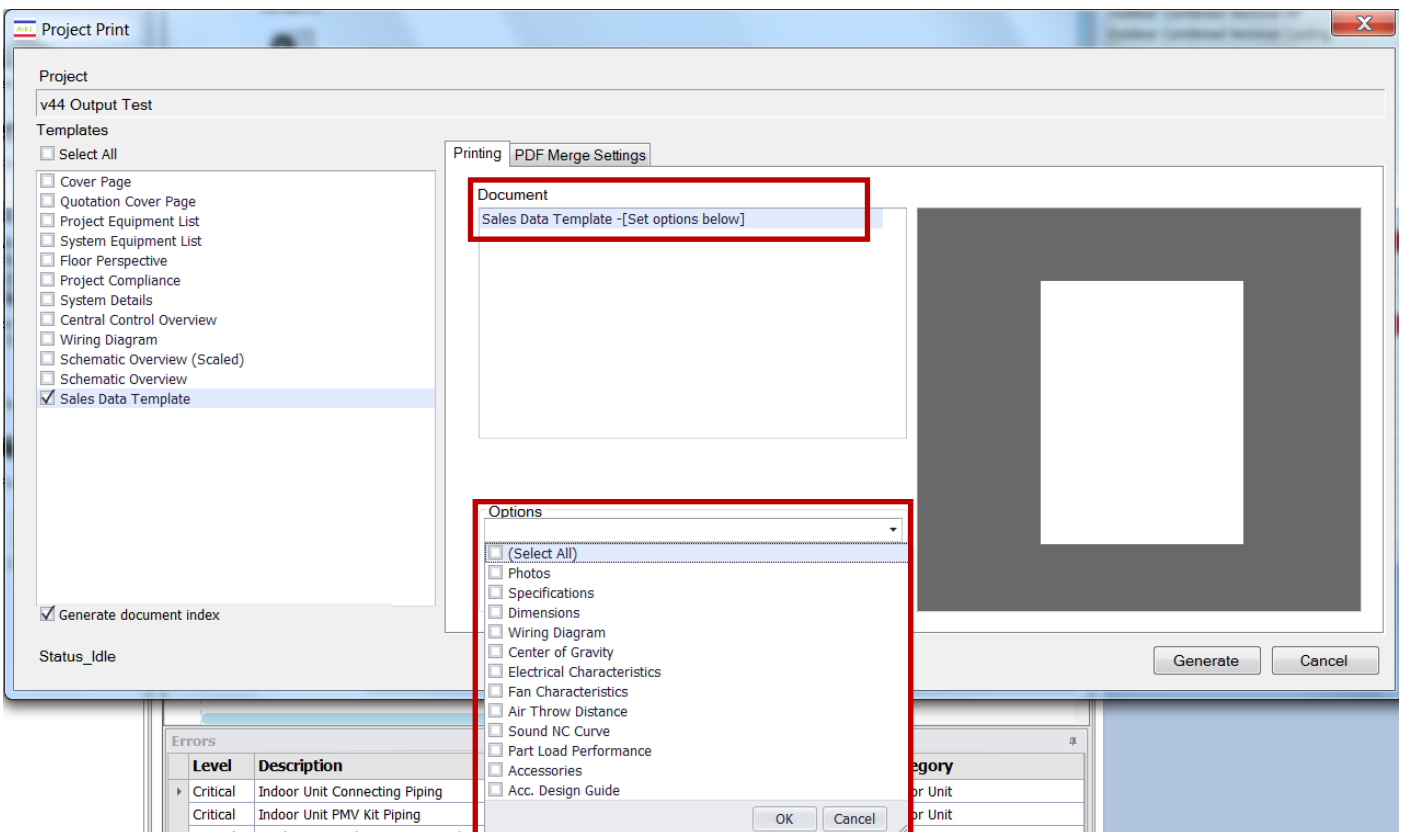 Project Print
X
Project
v44 Output Test
Templates
Select All
Cover Page
Quotation Cover Page
Project Equipment List
System Equipment List
Floor Perspective
Project Compliance
System Details
Central Control Overview
Wiring Diagram
Schematic Overview (Scaled)
Schematic Overview
Sales Data Template
Generate document index
Status_Idle
Printing PDF Merge Settings
Document
Sales Data Template -[Set options below]
Options
(Select All)
Photos
Specifications
Dimensions
Wiring Diagram
Center of Gravity
Electrical Characteristics
Fan Characteristics
Air Throw Distance
Sound NC Curve
Part Load Performance
Accessories
Acc. Design Guide
OK Cancel
Generate Cancel
Errors
Level Description egory
Critical Indoor Unit Connecting Piping or Unit
Critical Indoor Unit PMV Kit Piping or Unit